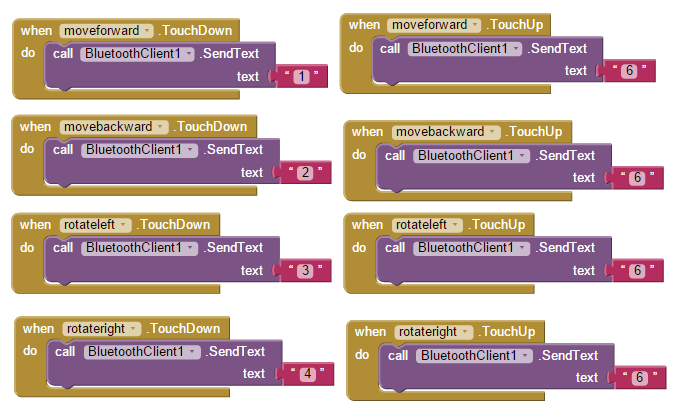 when moveforward .TouchDown
do call BluetoothClient1 .SendText
text " 1 "
when moveforward .TouchUp
do call BluetoothClient1 .SendText
text " 6 "
when movebackward .TouchDown
do call BluetoothClient1 .SendText
text " 2 "
when movebackward .TouchUp
do call BluetoothClient1 .SendText
text " 6 "
when rotateleft .TouchDown
do call BluetoothClient1 .SendText
text " 3 "
when rotateleft .TouchUp
do call BluetoothClient1 .SendText
text " 6 "
when rotateright .TouchDown
do call BluetoothClient1 .SendText
text " 4 "
when rotateright .TouchUp
do call BluetoothClient1 .SendText
text " 6 "